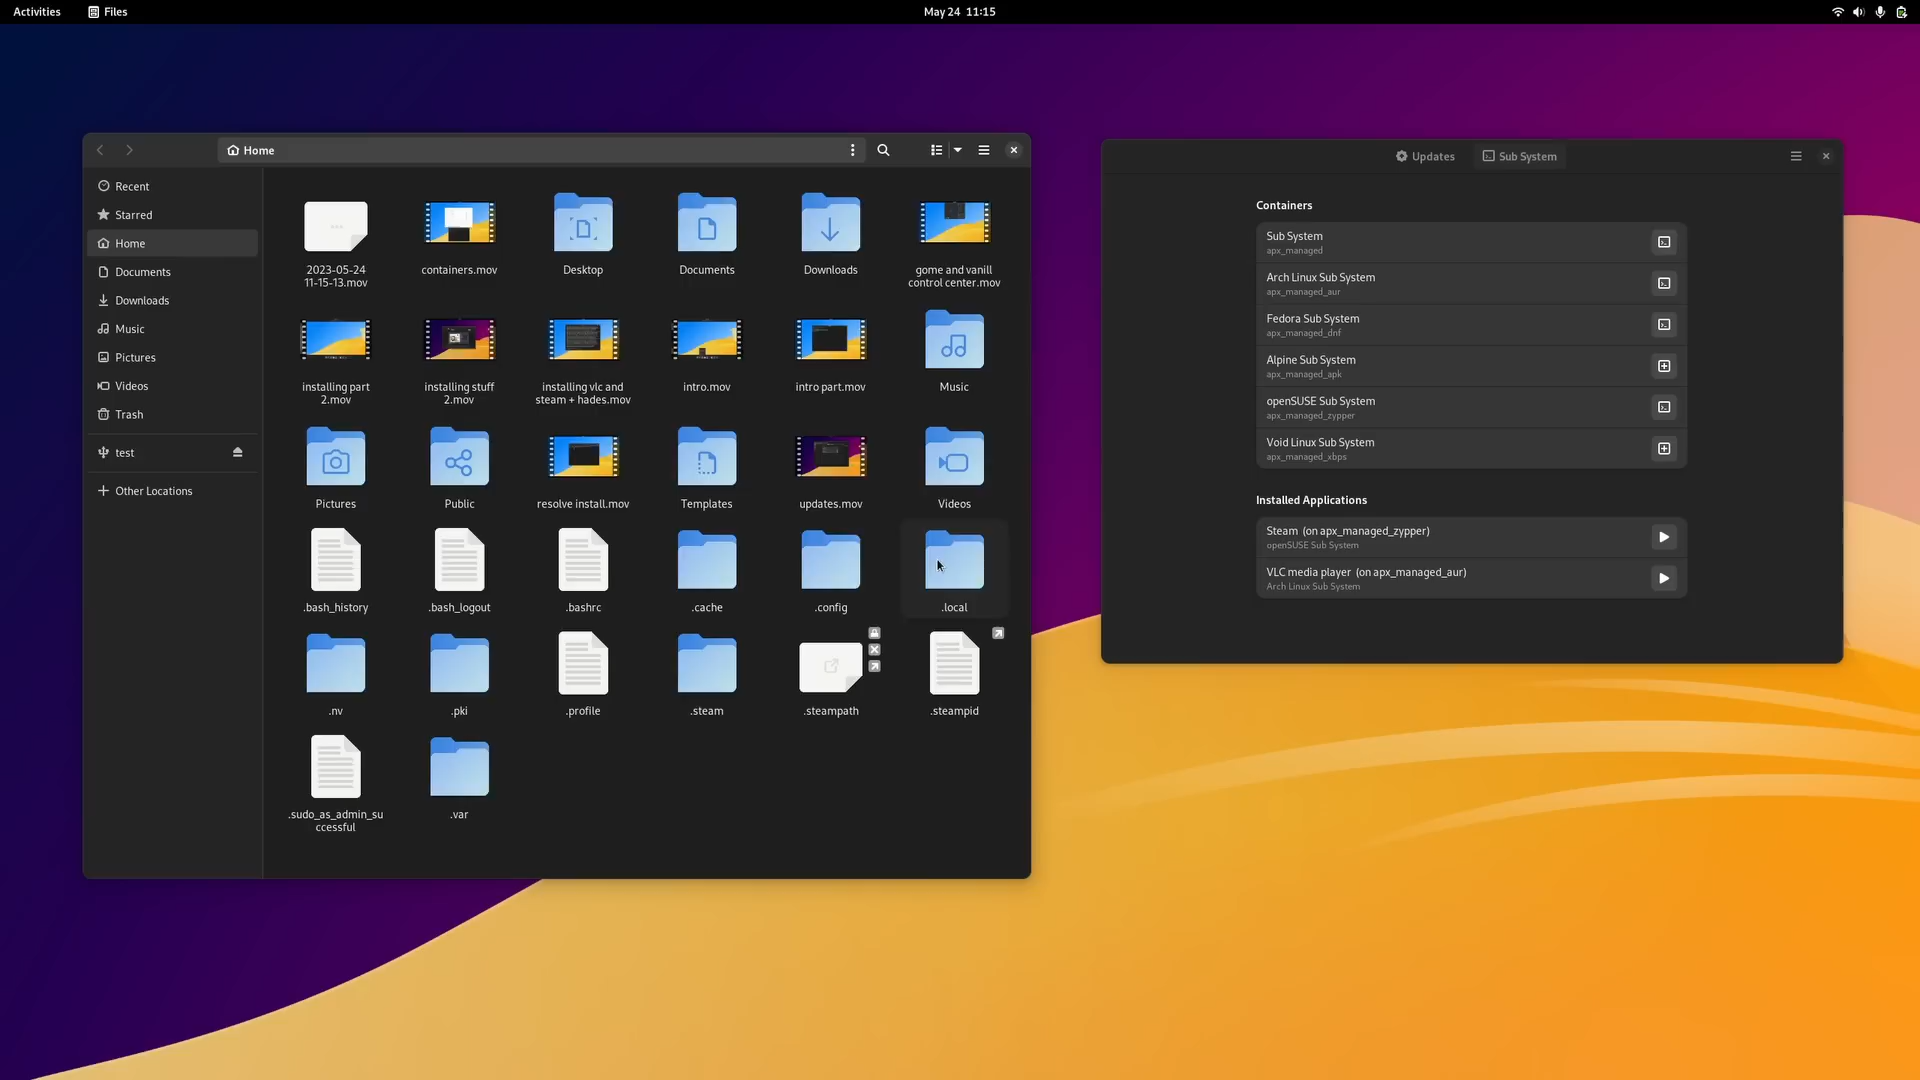 Activities
Files
May 24 11:15
Home
Recent
Starred
Home
Documents
Downloads
Music
Pictures
Videos
Trash
test
Other Locations
2023-05-24
11-15-13.mov
containers.mov
Desktop
Documents
Downloads
gome and vanill
control center.mov
installing part
2.mov
installing stuff
2.mov
installing vlc and
steam + hades.mov
intro.mov
intro part.mov
Music
Pictures
Public
resolve install.mov
Templates
updates.mov
Videos
.bash_history
.bash_logout
.bashrc
.cache
.config
.local
.nv
.pki
.profile
.steam
.steampath
.steampid
.sudo_as_admin_su
ccessful
.var
Updates
Sub System
Containers
Sub System
apx_managed
Arch Linux Sub System
apx_managed_aur
Fedora Sub System
apx_managed_dnf
Alpine Sub System
apx_managed_apk
openSUSE Sub System
apx_managed_zypper
Void Linux Sub System
apx_managed_xbps
Installed Applications
Steam (on apx_managed_zypper)
openSUSE Sub System
VLC media player (on apx_managed_aur)
Arch Linux Sub System